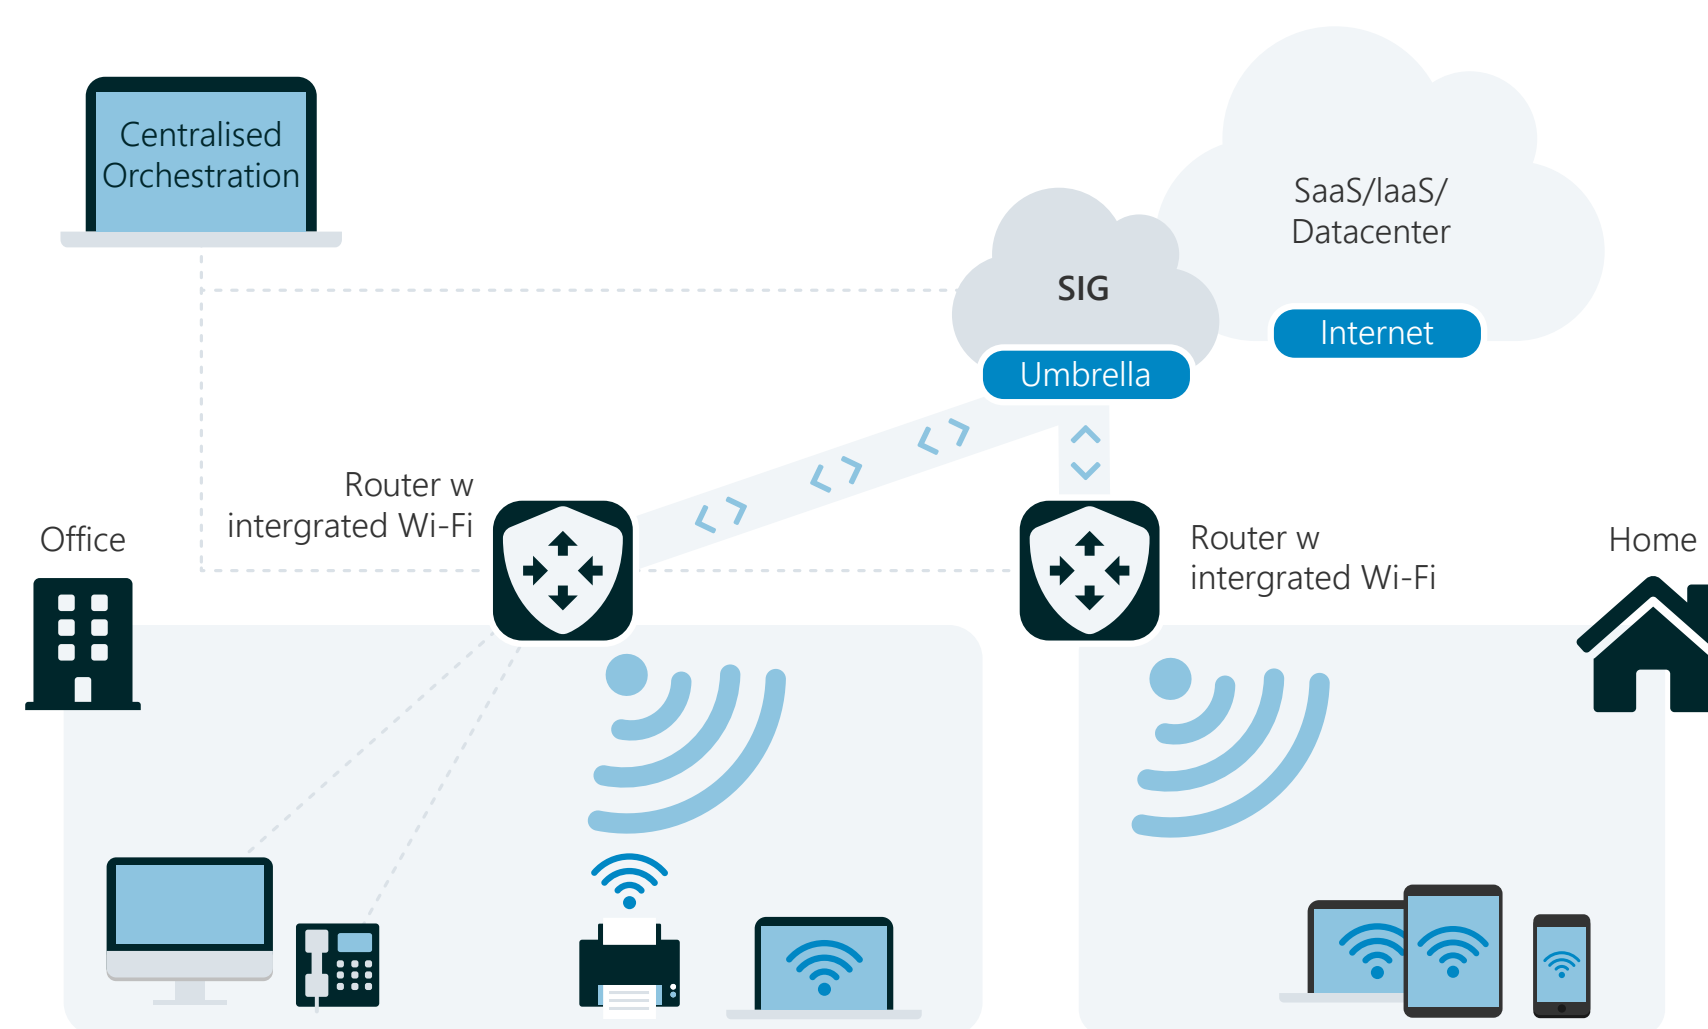 Centralised
Orchestration
SaaS/IaaS/
Datacenter
SIG
Internet
Umbrella
Router w
intergrated Wi-Fi
Office
Router w
intergrated Wi-Fi
Home